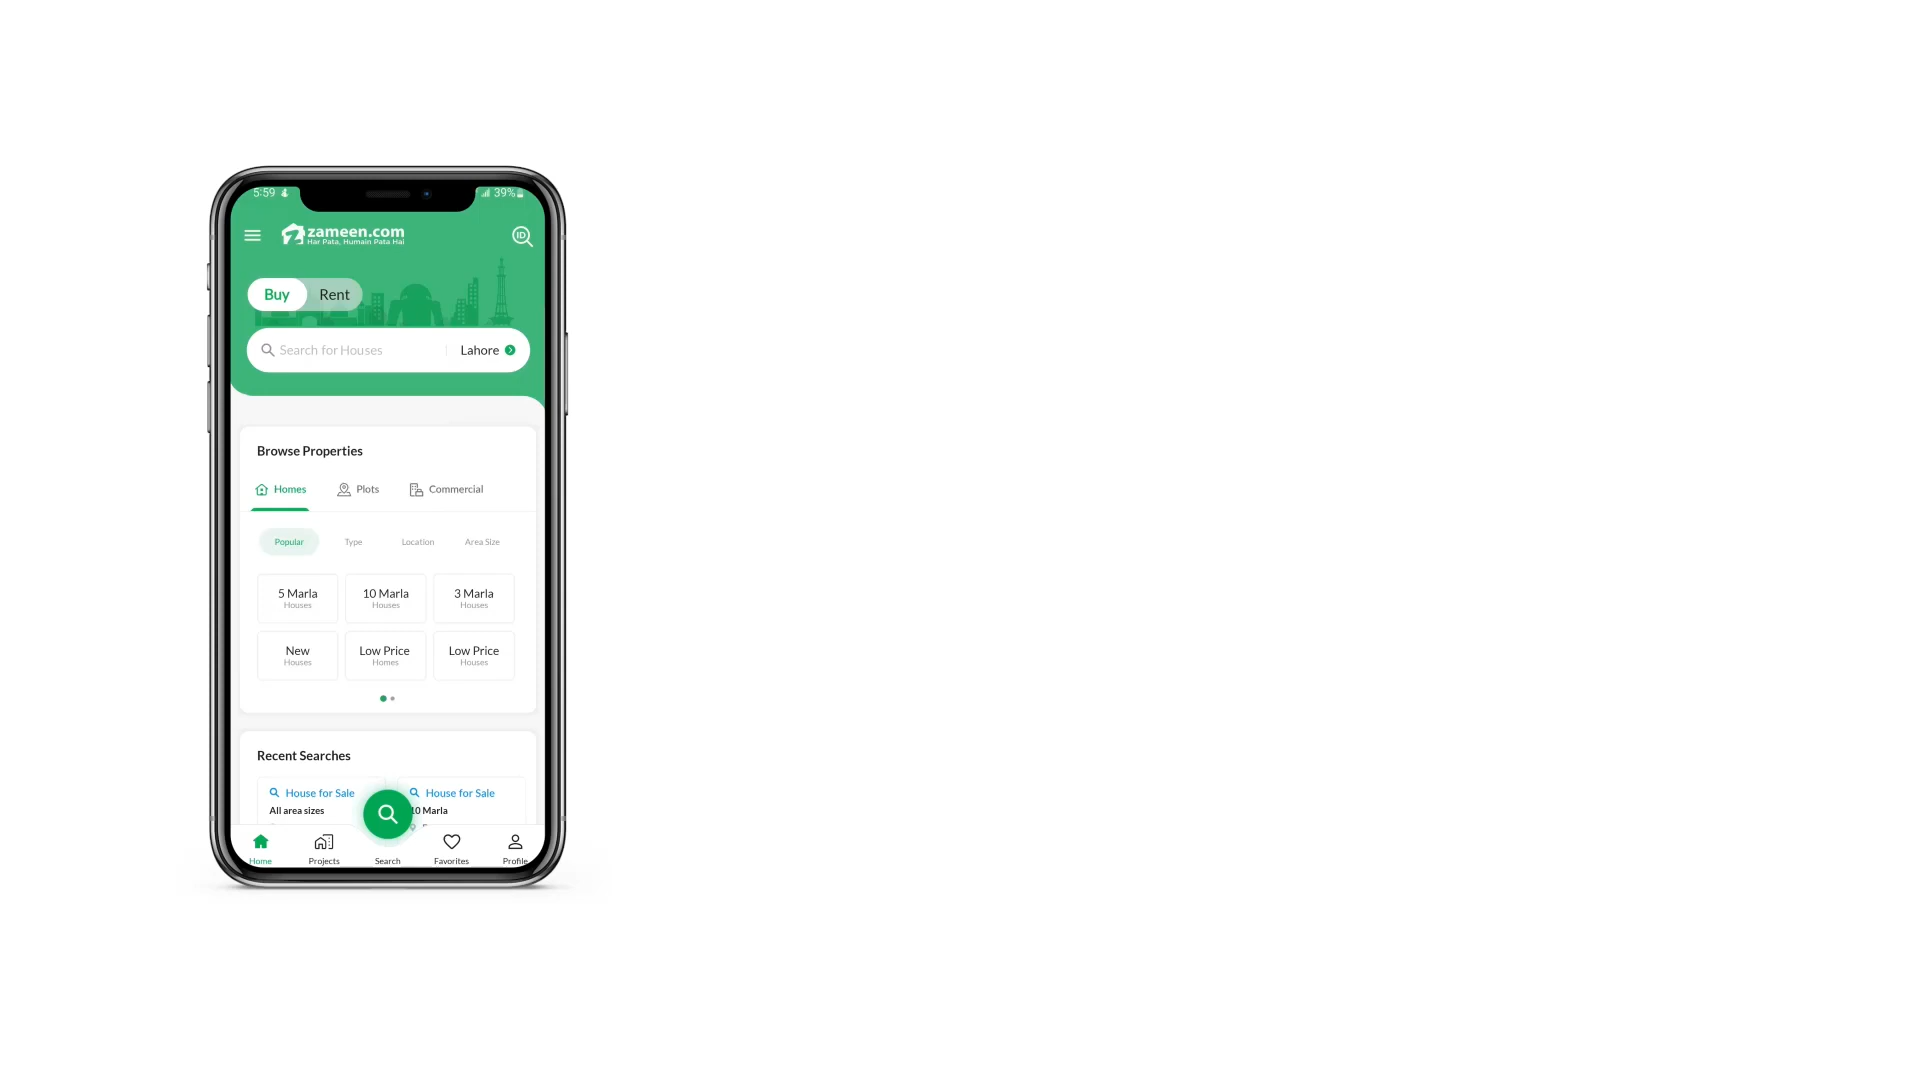 5:59 39%
zameen.com
Har Pata, Humain Pata Hai
ID
Buy Rent
Search for Houses Lahore
Browse Properties
Homes Plots Commercial
Popular Type Location Area Size
5 Marla 10 Marla 3 Marla
Houses Houses Houses
New Low Price Low Price
Houses Homes Houses
Recent Searches
House for Sale House for Sale
All area sizes 10 Marla
Home Projects Search Favorites Profile